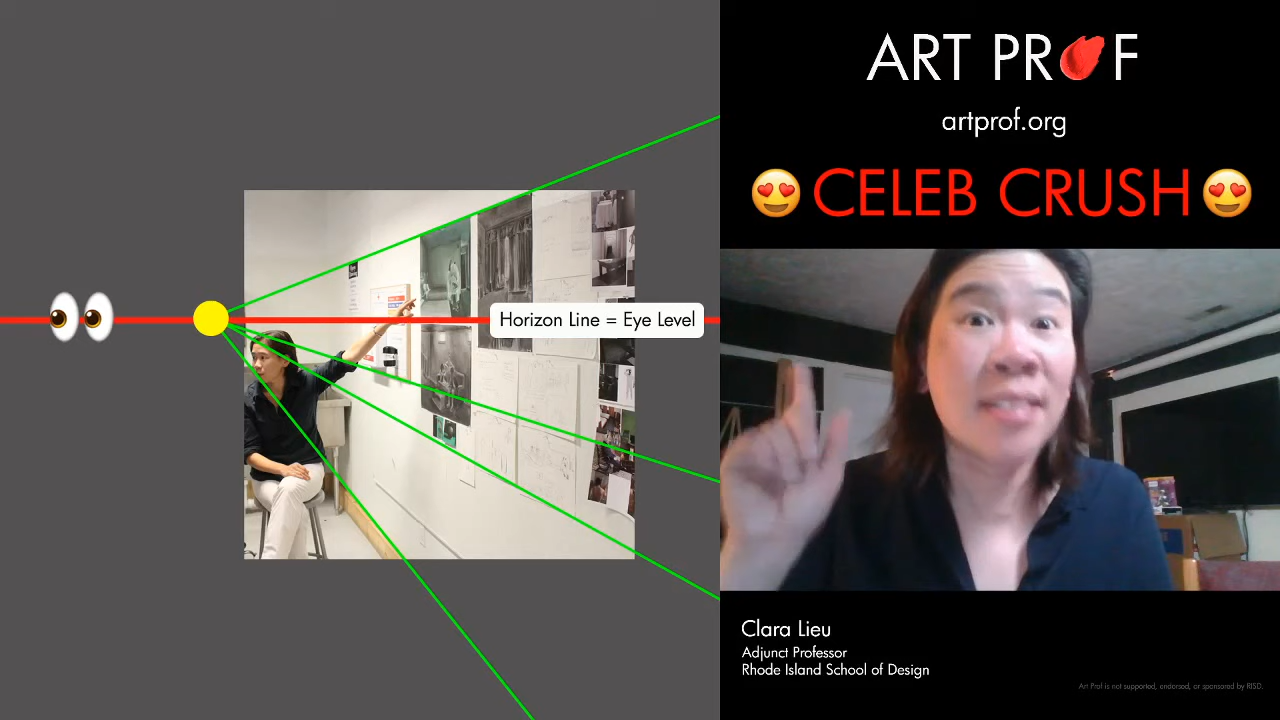 Horizon Line = Eye Level
ART PROF
artprof.org
CELEB CRUSH
Clara Lieu
Adjunct Professor
Rhode Island School of Design
Art Prof is not supported, endorsed, or sponsored by RISD.